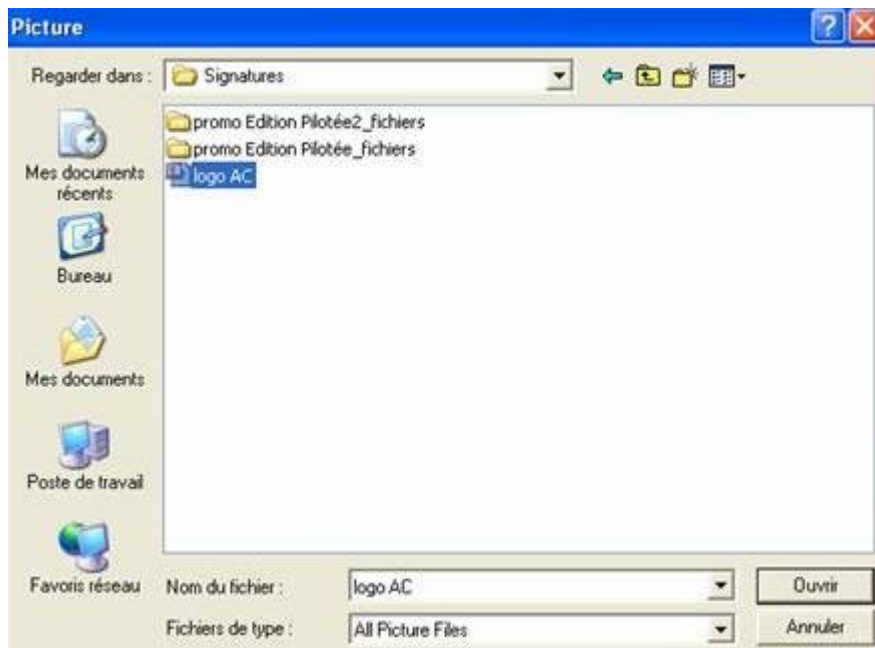 Picture
Regarder dans :
Signatures
promo Edition Pilotée2_fichiers
promo Edition Pilotée_fichiers
logo AC
Mes documents
récents
Bureau
Mes documents
Poste de travail
Favoris réseau
Nom du fichier :
logo AC
Ouvrir
Fichiers de type :
All Picture Files
Annuler